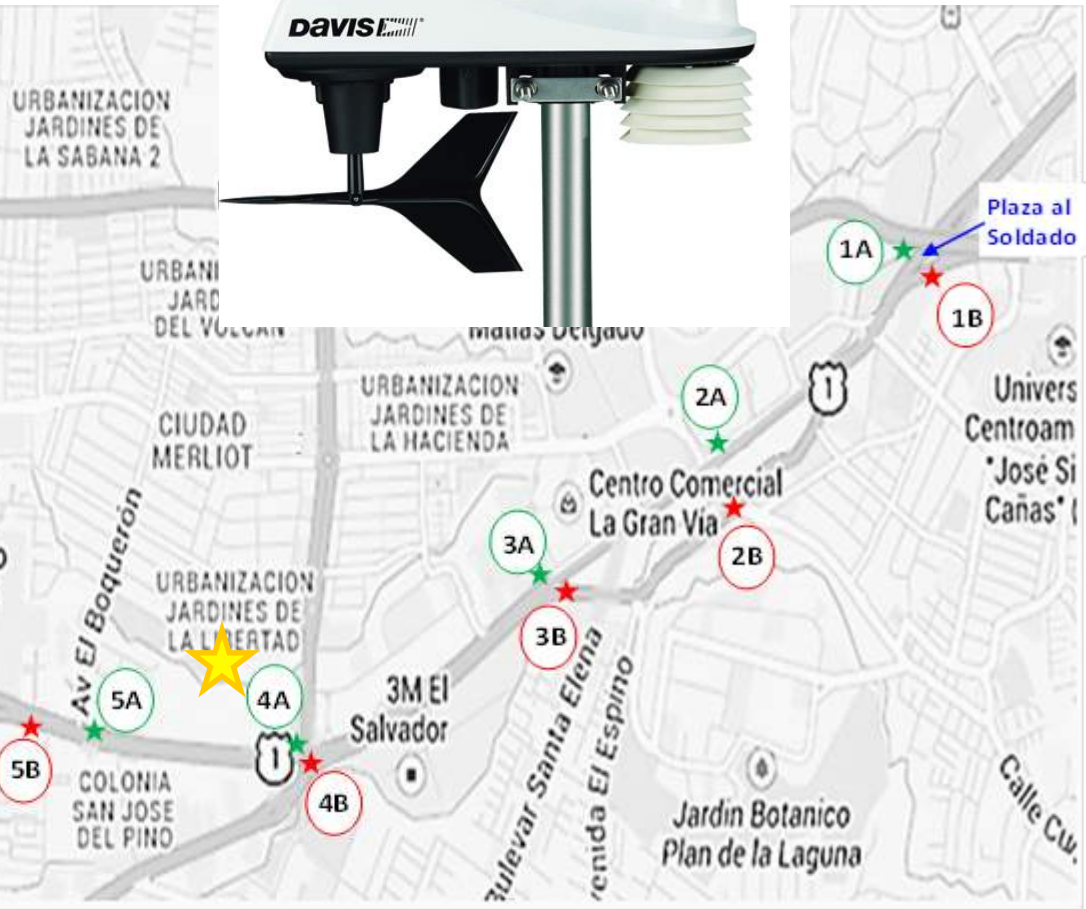 DAVIS
URBANIZACION
JARDINES DE
LA SABANA 2
Plaza al
Soldado
1A
1B
URBANI
JARD
DEL VOLCAN
Matias Delgado
URBANIZACION
JARDINES DE
LA HACIENDA
2A
1
Univers
Centroam
"José Si
Cañas" (
CIUDAD
MERLIOT
Centro Comercial
La Gran Vía
2B
3A
3B
Av El Boquerón
URBANIZACION
JARDINES DE
LA LIBERTAD
5A
4A
3M El
Salvador
Bulevar Santa Elena
venida El Espino
5B
1
4B
COLONIA
SAN JOSE
DEL PINO
Jardin Botanico
Plan de la Laguna
Calle Cu